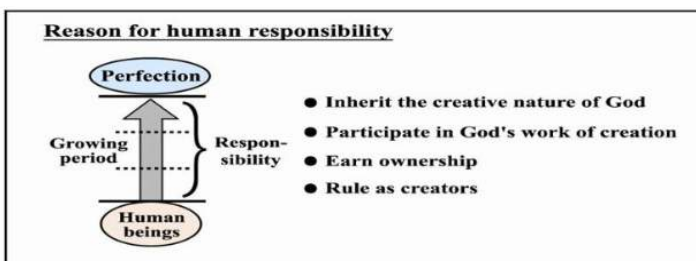 Reason for human responsibility
Perfection
Growing
period
Respon-
sibility
Human
beings
● Inherit the creative nature of God
● Participate in God's work of creation
● Earn ownership
● Rule as creators